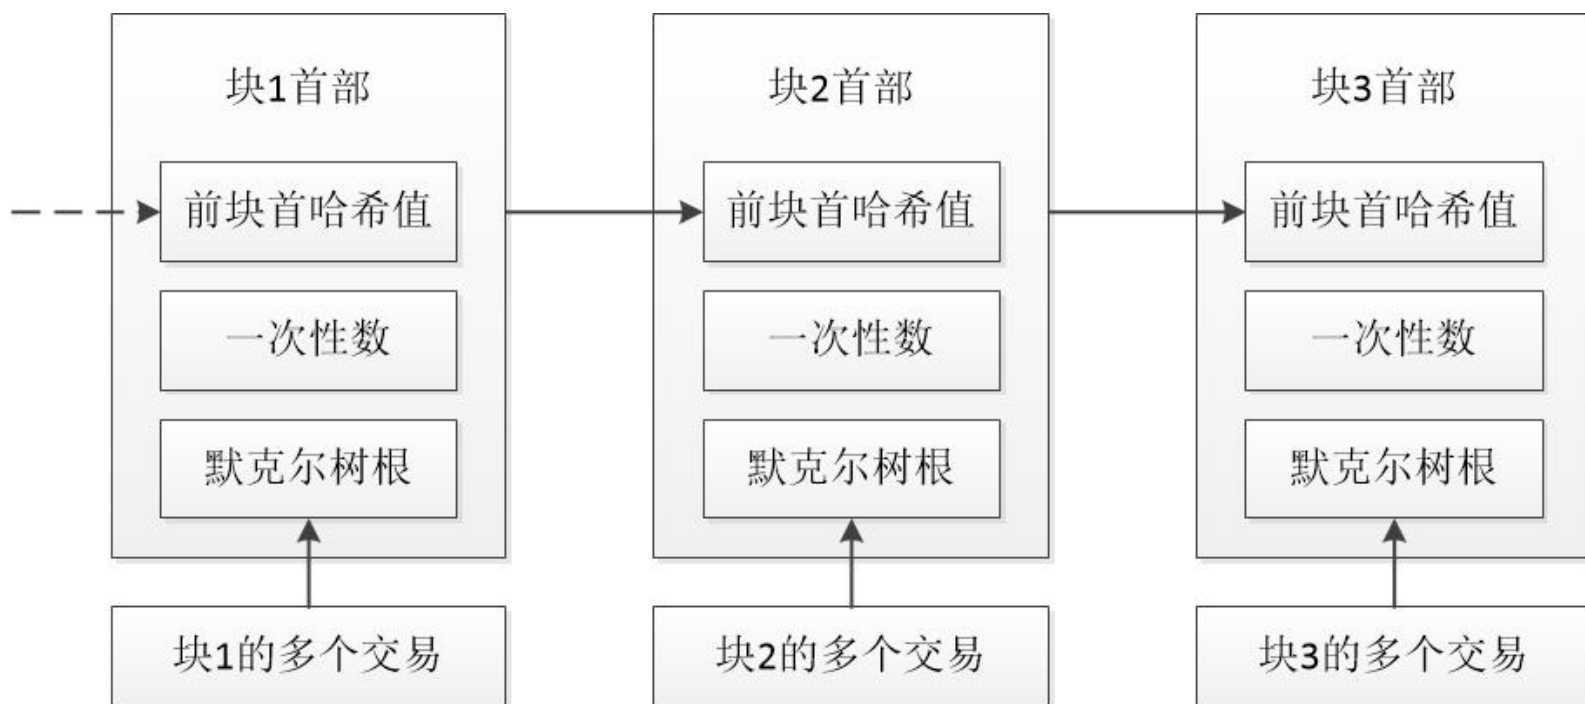 块1首部
前块首哈希值
一次性数
默克尔树根
块1的多个交易
块2首部
前块首哈希值
一次性数
默克尔树根
块2的多个交易
块3首部
前块首哈希值
一次性数
默克尔树根
块3的多个交易